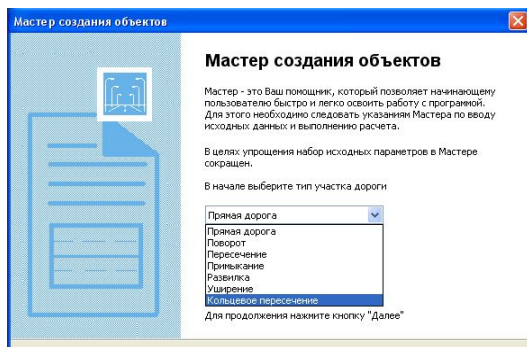 Мастер создания объектов
Мастер создания объектов
Мастер - это Ваш помощник, который позволяет начинающему
пользователю быстро и легко освоить работу с программой.
Для этого необходимо следовать указаниям Мастера по вводу
исходных данных и выполнению расчета.
В целях упрощения набор исходных параметров в Мастере
сокращен.
В начале выберите тип участка дороги
Прямая дорога
Прямая дорога
Поворот
Пересечение
Примыкание
Развилка
Уширение
Кольцевое пересечение
Для продолжения нажмите кнопку "Далее"